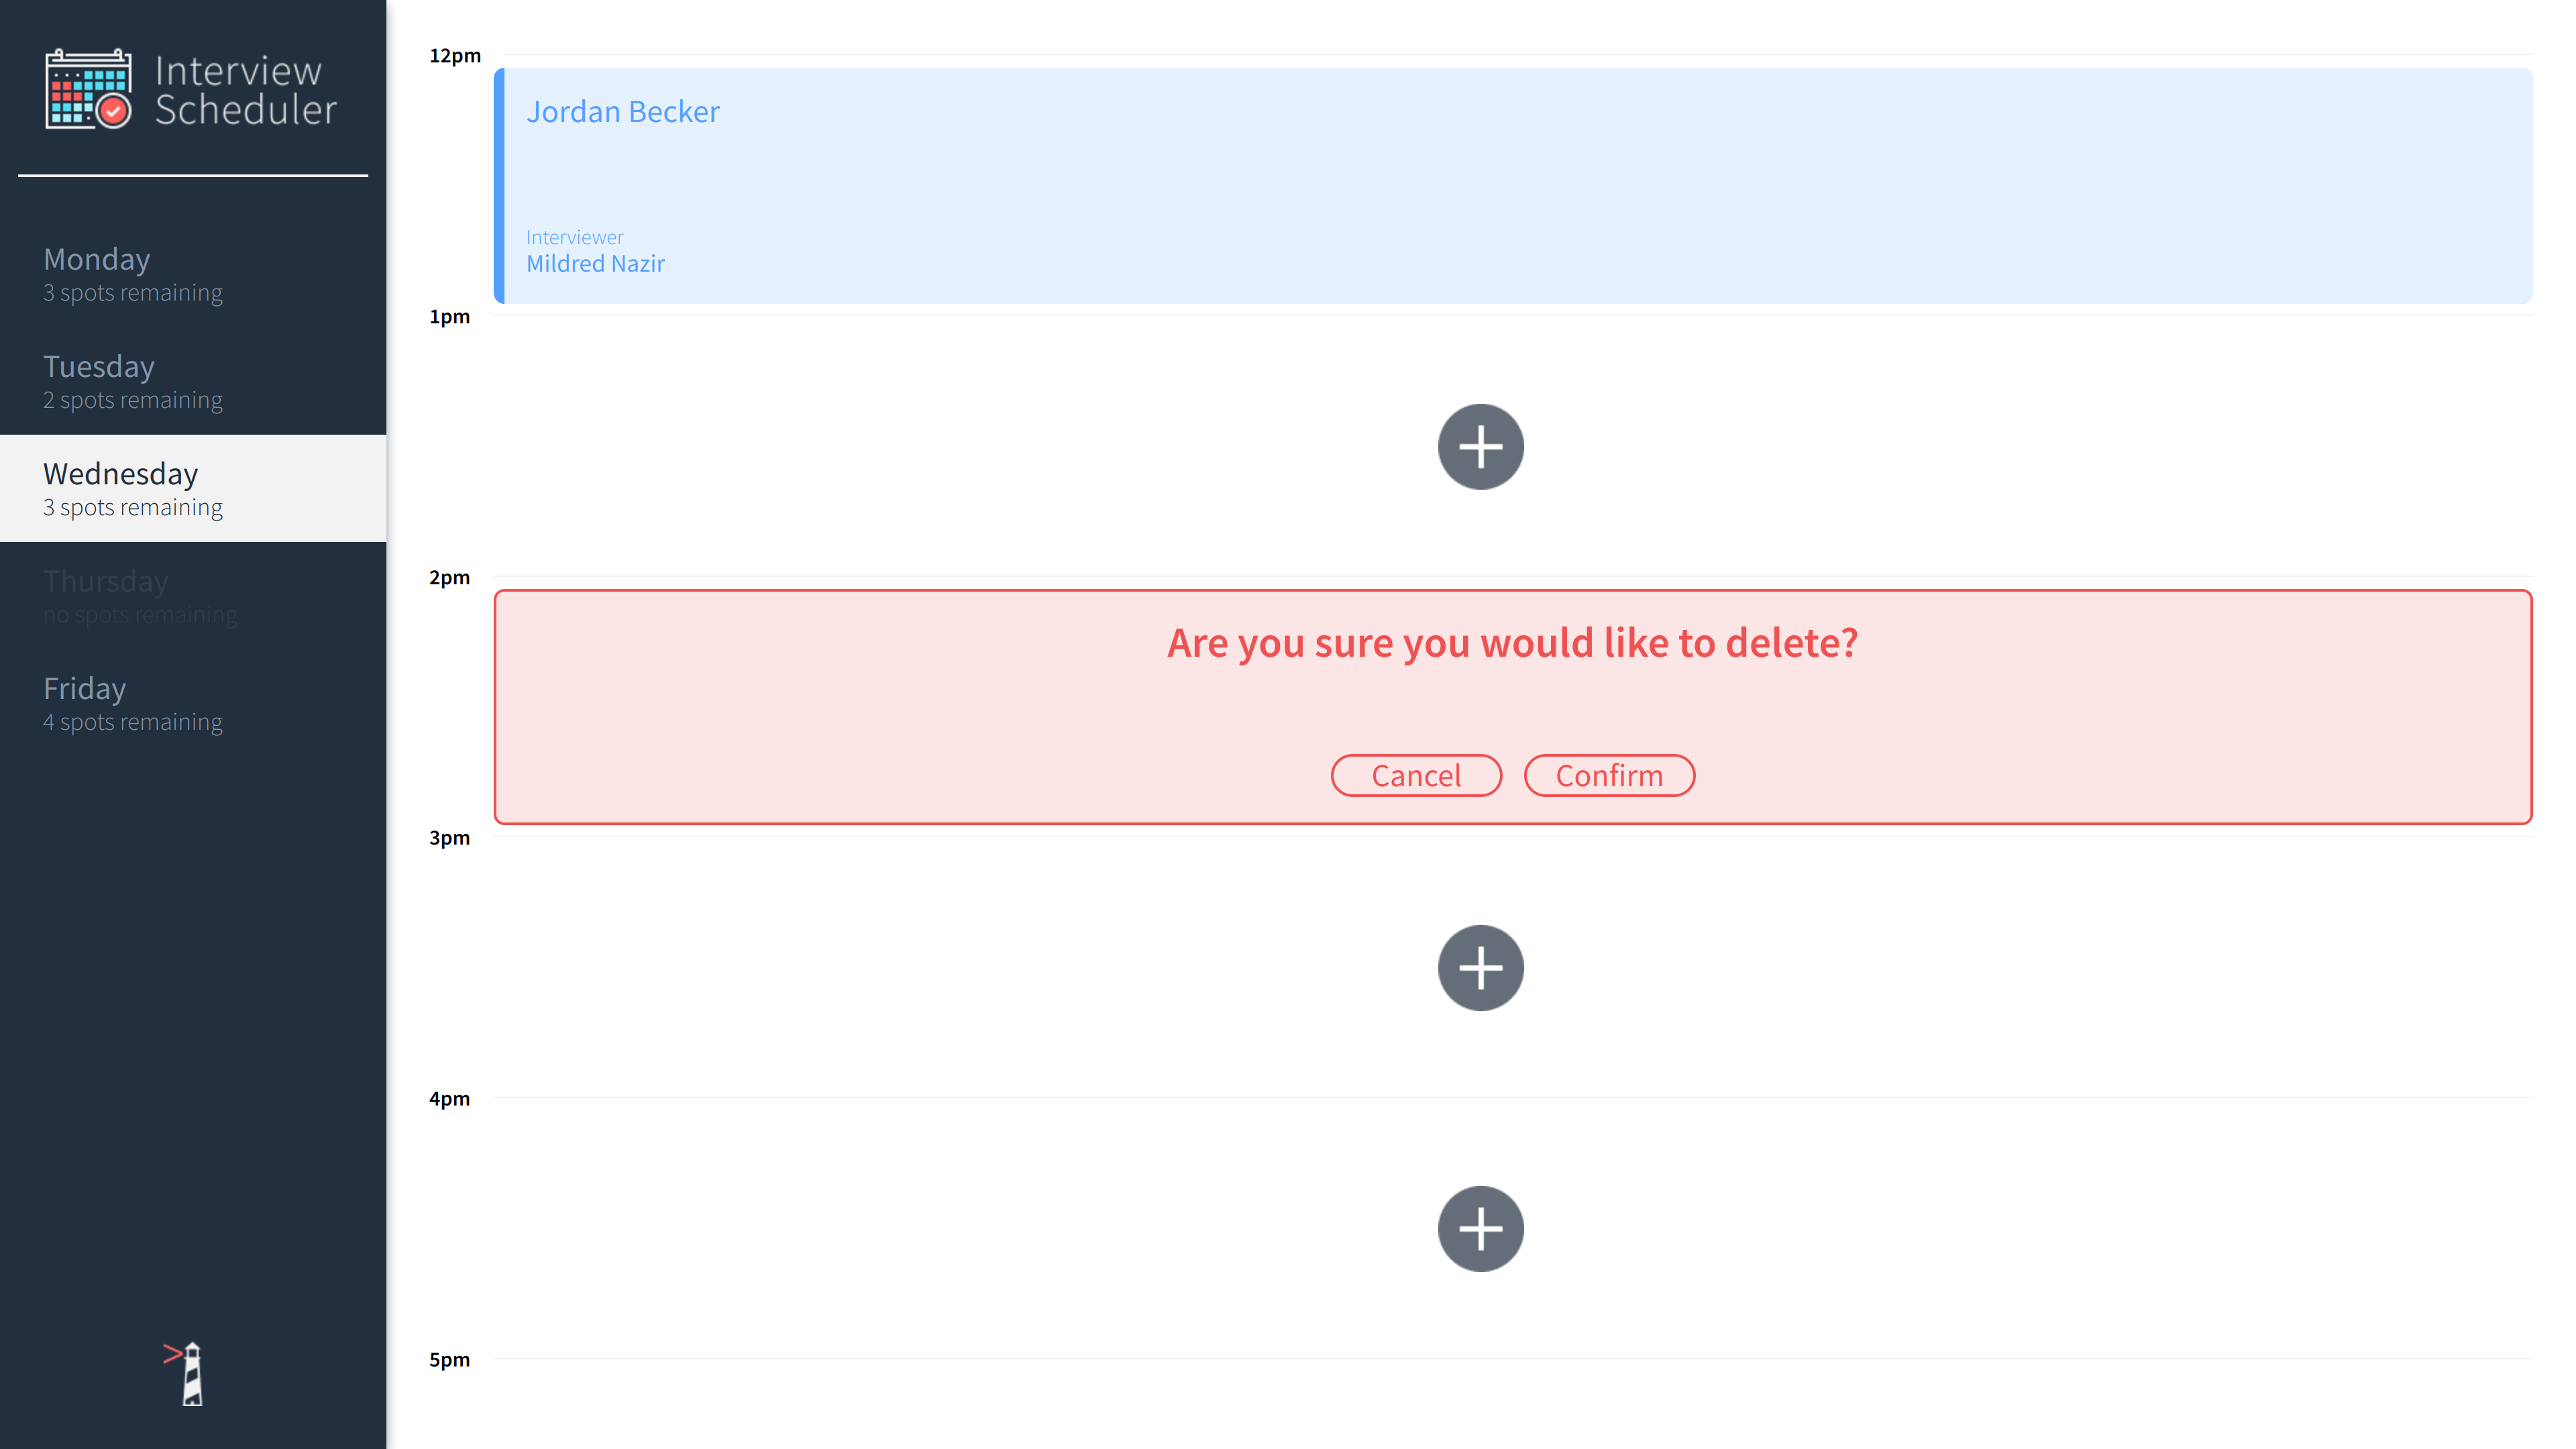 Interview
Scheduler
Monday
3 spots remaining
Tuesday
2 spots remaining
Wednesday
3 spots remaining
Thursday
no spots remaining
Friday
4 spots remaining
12pm
Jordan Becker
Interviewer
Mildred Nazir
1pm
2pm
Are you sure you would like to delete?
Cancel Confirm
3pm
4pm
5pm